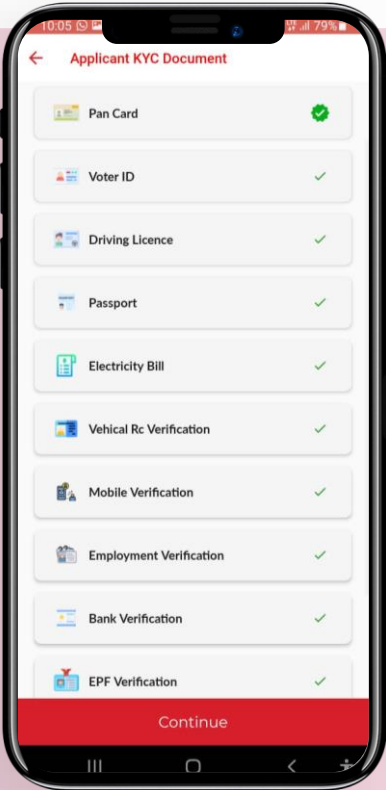 10:05 79%
Applicant KYC Document
Pan Card
Voter ID
Driving Licence
Passport
Electricity Bill
Vehical Rc Verification
Mobile Verification
Employment Verification
Bank Verification
EPF Verification
Continue